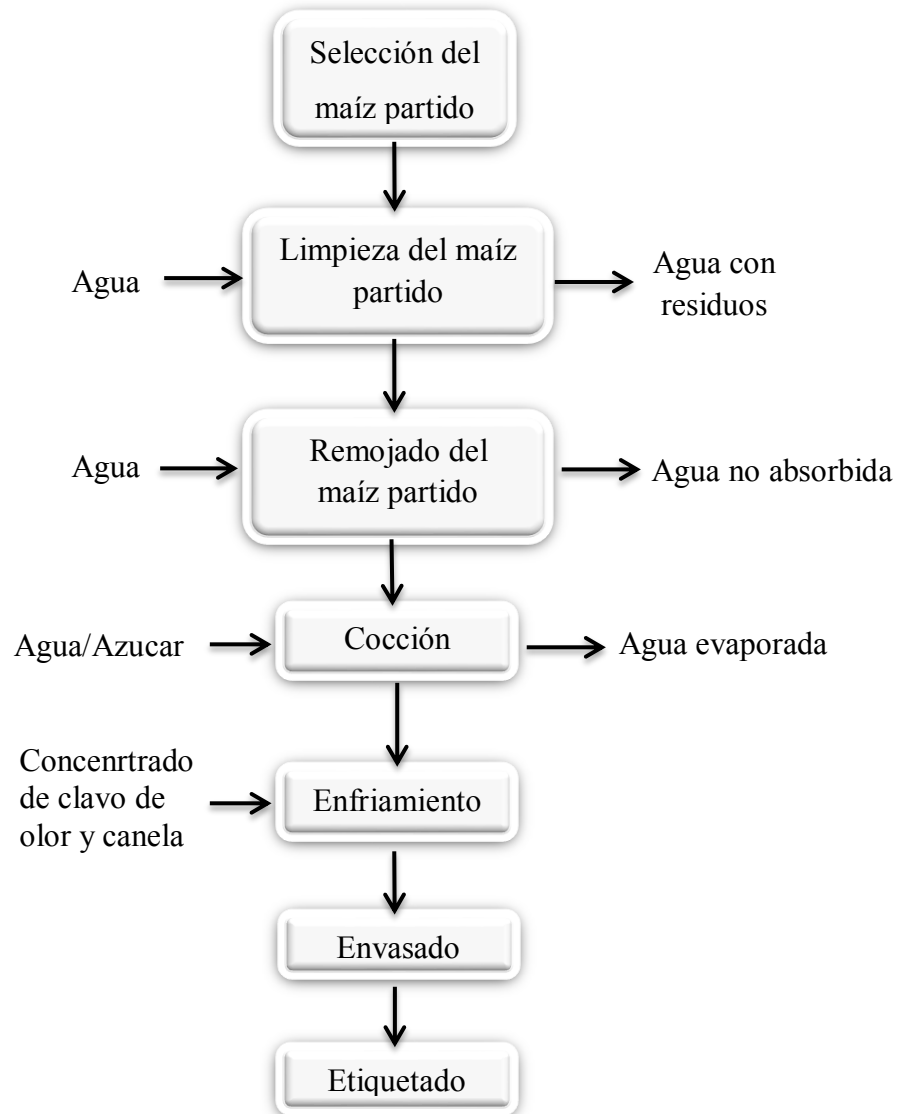 Selección del
maíz partido
Limpieza del maíz
partido
Agua
Agua con
residuos
Remojado del
maíz partido
Agua
Agua no absorbida
Agua/Azucar
Cocción
Agua evaporada
Concenrtrado
de clavo de
olor y canela
Enfriamiento
Envasado
Etiquetado